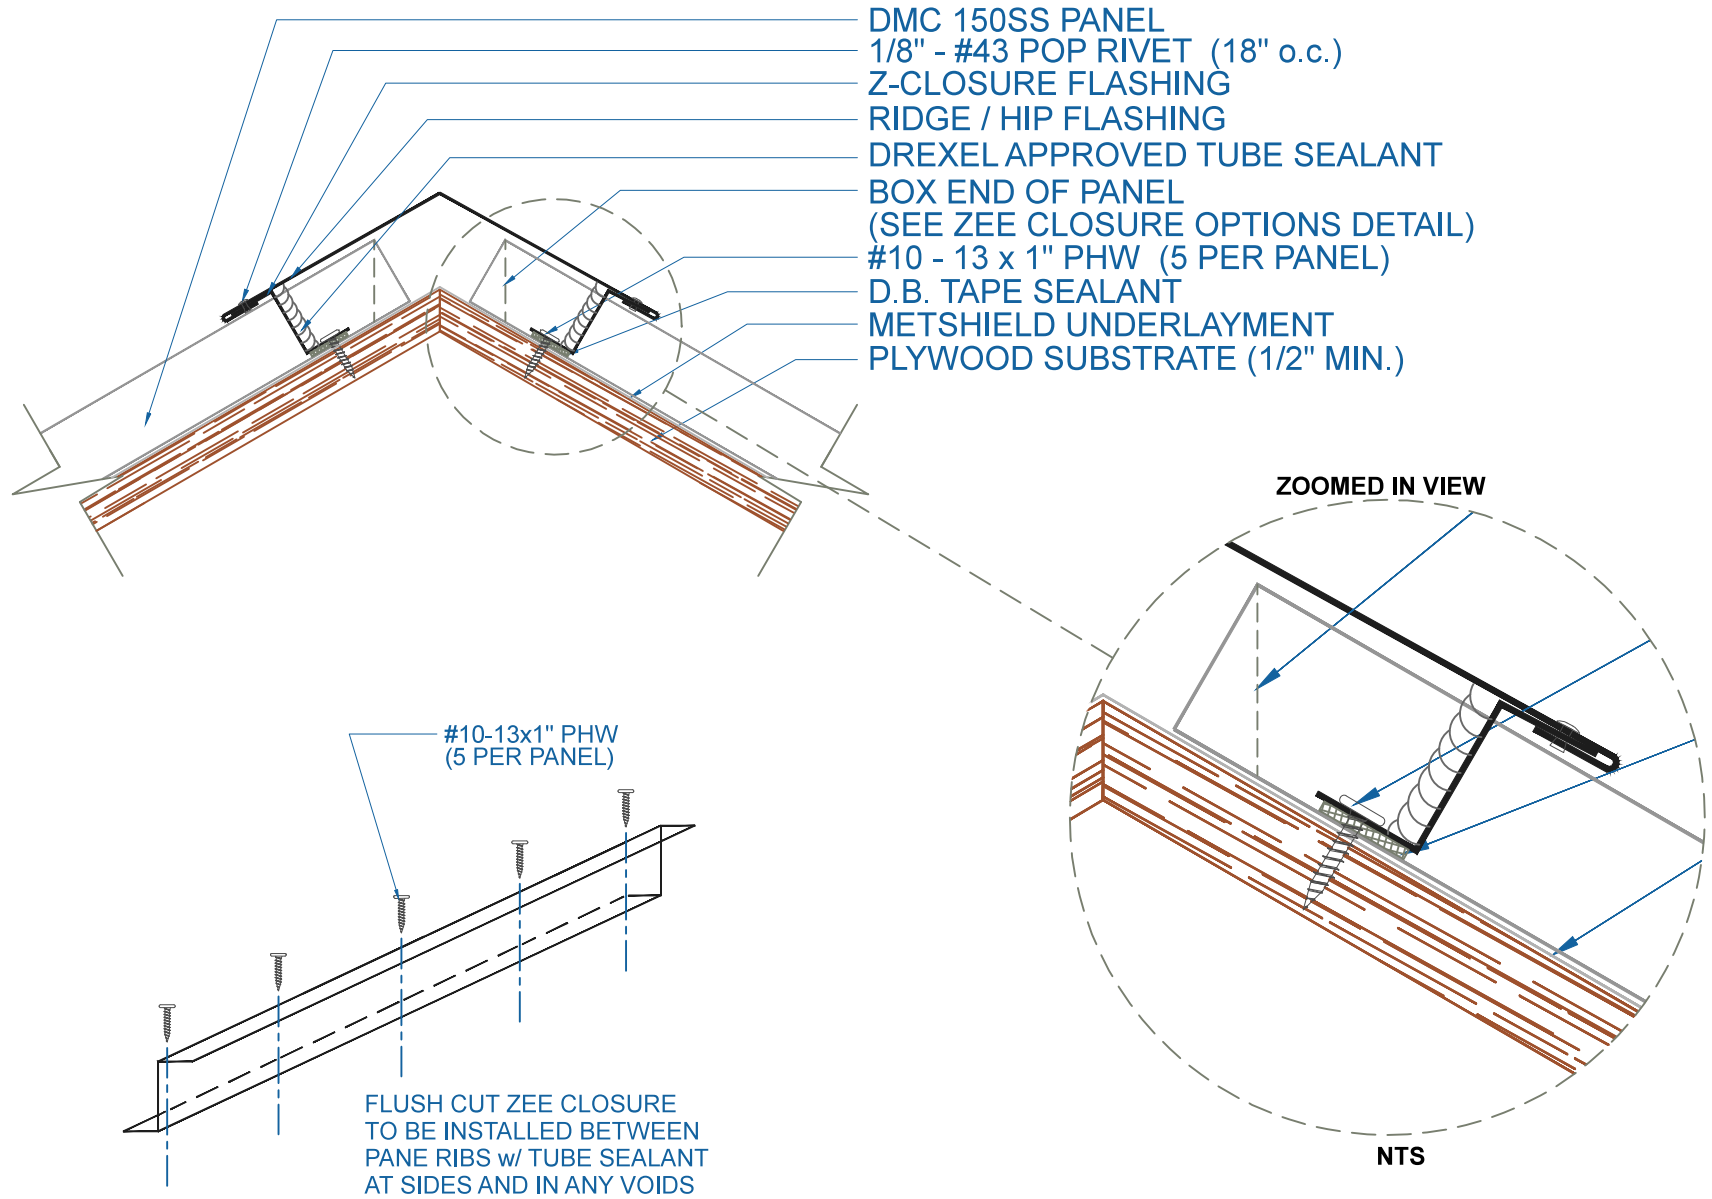 DMC 150SS PANEL
1/8" - #43 POP RIVET (18" o.c.)
Z-CLOSURE FLASHING
RIDGE / HIP FLASHING
DREXEL APPROVED TUBE SEALANT
BOX END OF PANEL
(SEE ZEE CLOSURE OPTIONS DETAIL)
#10 - 13 x 1" PHW (5 PER PANEL)
D.B. TAPE SEALANT
METSHIELD UNDERLAYMENT
PLYWOOD SUBSTRATE (1/2" MIN.)
ZOOMED IN VIEW
#10-13x1" PHW
(5 PER PANEL)
FLUSH CUT ZEE CLOSURE
TO BE INSTALLED BETWEEN
PANE RIBS w/ TUBE SEALANT
AT SIDES AND IN ANY VOIDS
NTS